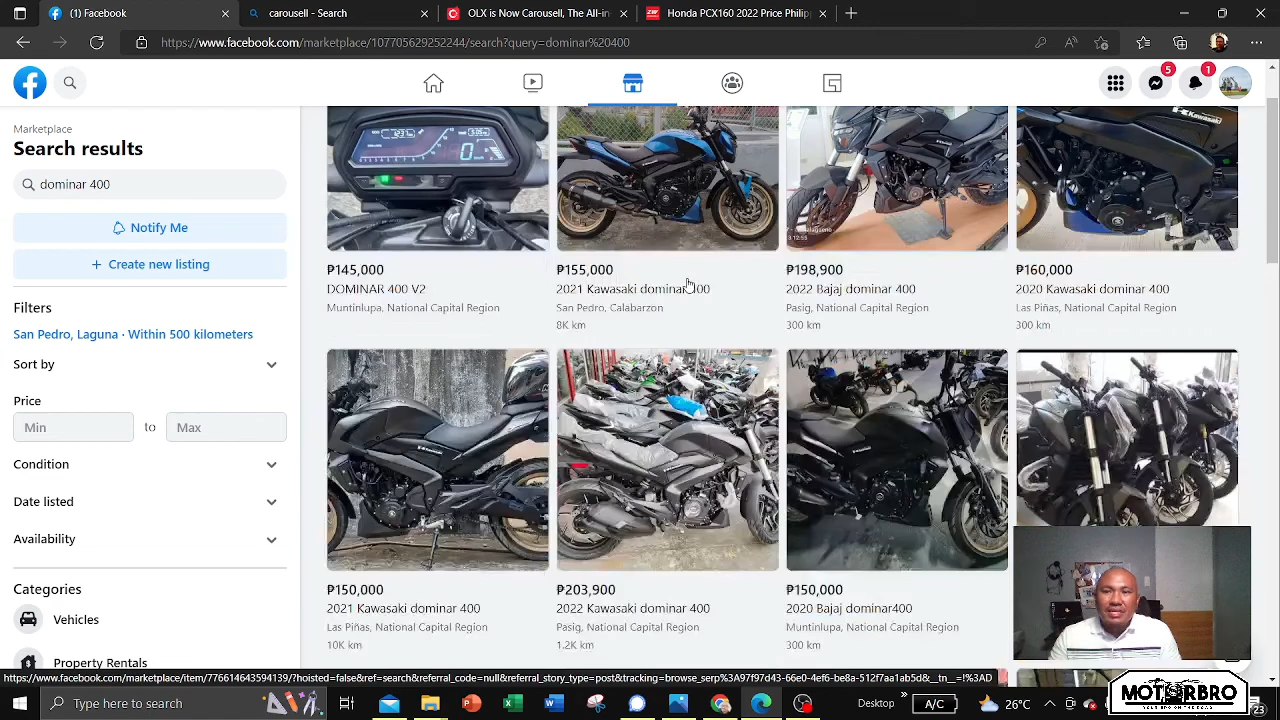 (1) Facebook
carousell - Search
OLX is Now Carousell, The All-in-
Honda PCX160 2022 Price Philip
https://www.facebook.com/marketplace/107705629252244/search?query=dominar%20400
5
1
Marketplace
Search results
dominar 400
Notify Me
+ Create new listing
Filters
San Pedro, Laguna · Within 500 kilometers
Sort by
Price
Min to Max
Condition
Date listed
Availability
Categories
Vehicles
Property Rentals
₱145,000
DOMINAR 400 V2
Muntinlupa, National Capital Region
₱155,000
2021 Kawasaki dominar 400
San Pedro, Calabarzon
8K km
₱198,900
2022 Bajaj dominar 400
Pasig, National Capital Region
300 km
Kawasaki
₱160,000
2020 Kawasaki dominar 400
Las Piñas, National Capital Region
300 km
₱150,000
2021 Kawasaki dominar 400
Las Piñas, National Capital Region
10K km
₱203,900
2022 Kawasaki dominar 400
Pasig, National Capital Region
1.2K km
₱150,000
2020 Bajaj dominar400
Muntinlupa, National Capital Region
300 km
Type here to search
Desktop
A/C
26°C
MOTORBRO
23